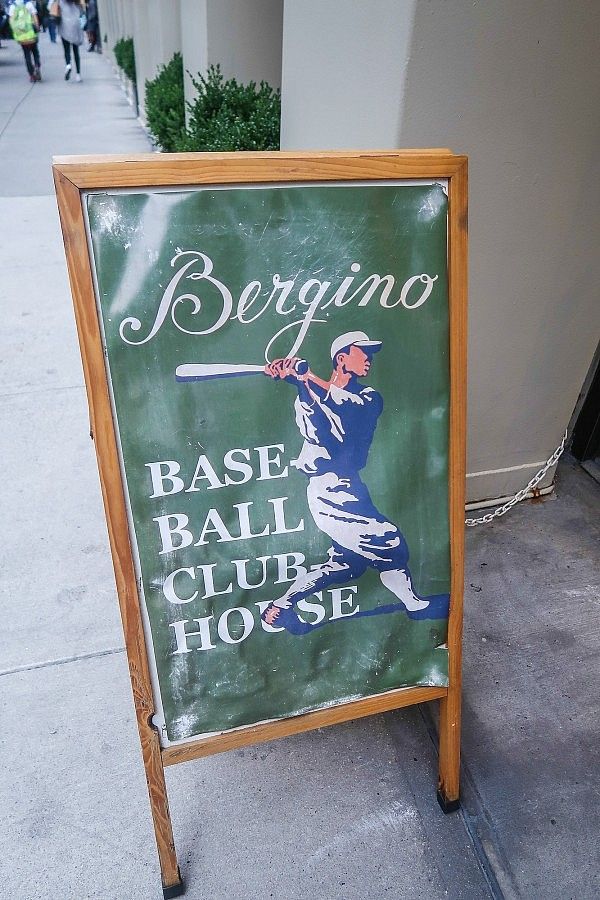 Bergino
BASE-
BALL
CLUB-
HOUSE